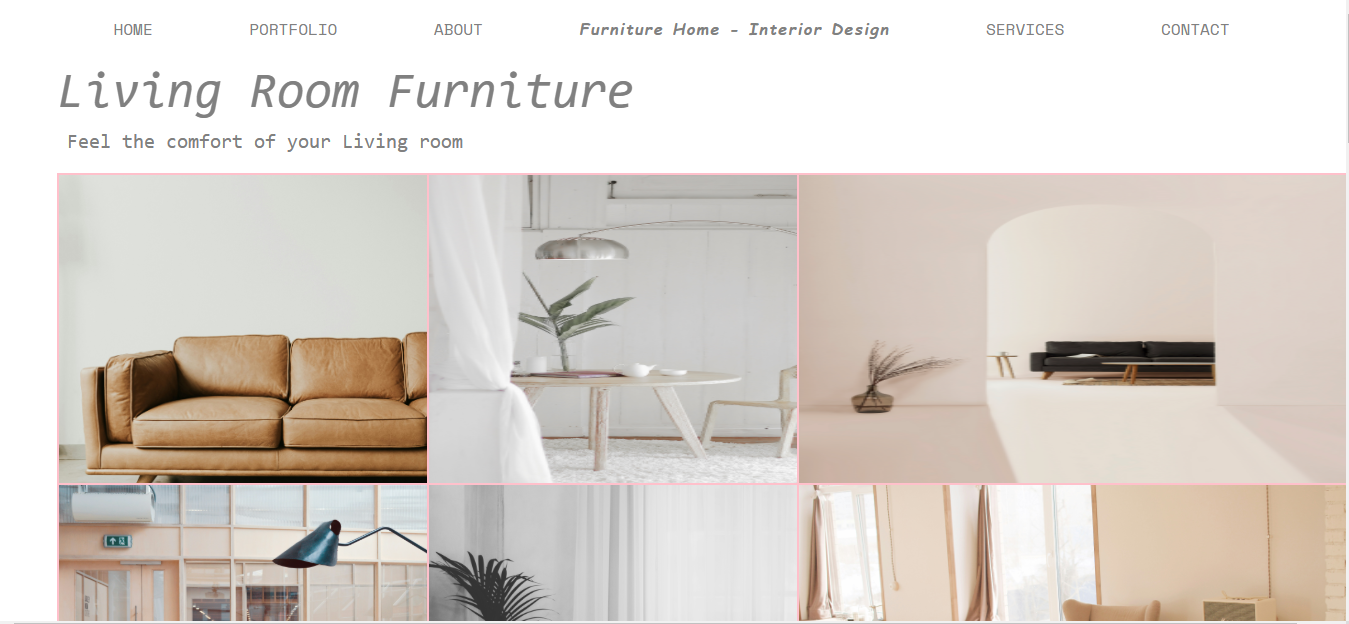 HOME PORTFOLIO ABOUT Furniture Home - Interior Design SERVICES CONTACT
Living Room Furniture
Feel the comfort of your Living room